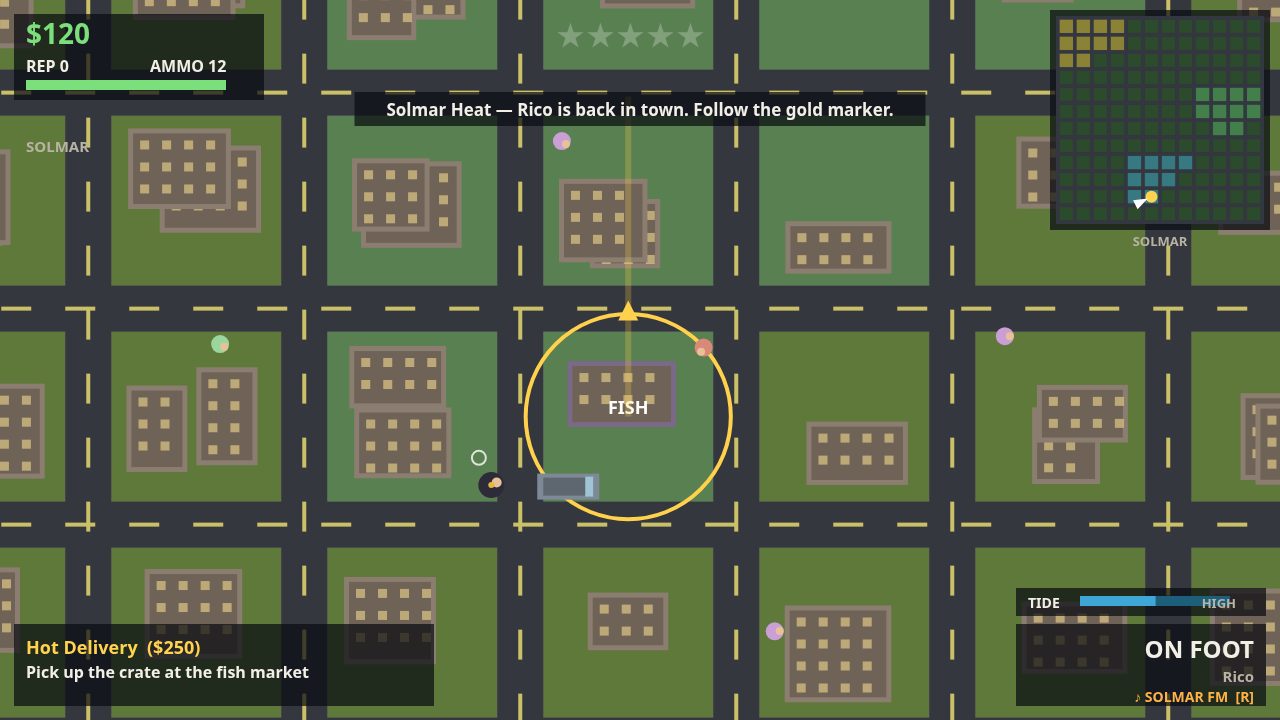 $120
REP 0 AMMO 12
Solmar Heat — Rico is back in town. Follow the gold marker.
SOLMAR
SOLMAR
FISH
TIDE HIGH
Hot Delivery ($250)
Pick up the crate at the fish market
ON FOOT
Rico
♪ SOLMAR FM [R]